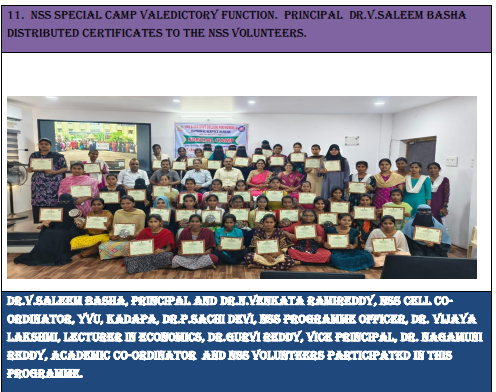 11. NSS SPECIAL CAMP VALEDICTORY FUNCTION. PRINCIPAL DR.V.SALEEM BASHA
DISTRIBUTED CERTIFICATES TO THE NSS VOLUNTEERS.
DR.V.SALEEM BASHA, PRINCIPAL AND DR.N.VENKATA RAMIREDDY, NSS CELL CO-
ORDINATOR, YVU, KADAPA, DR.P.SACHI DEVI, NSS PROGRAMME OFFICER, DR. VIJAYA
LAKSHMI, LECTURER IN ECONOMICS, DR.GURVI REDDY, VICE PRINCIPAL, DR. NAGAMUNI
REDDY, ACADEMIC CO-ORDINATOR AND NSS VOLUNTEERS PARTICIPATED IN THIS
PROGRAMME.